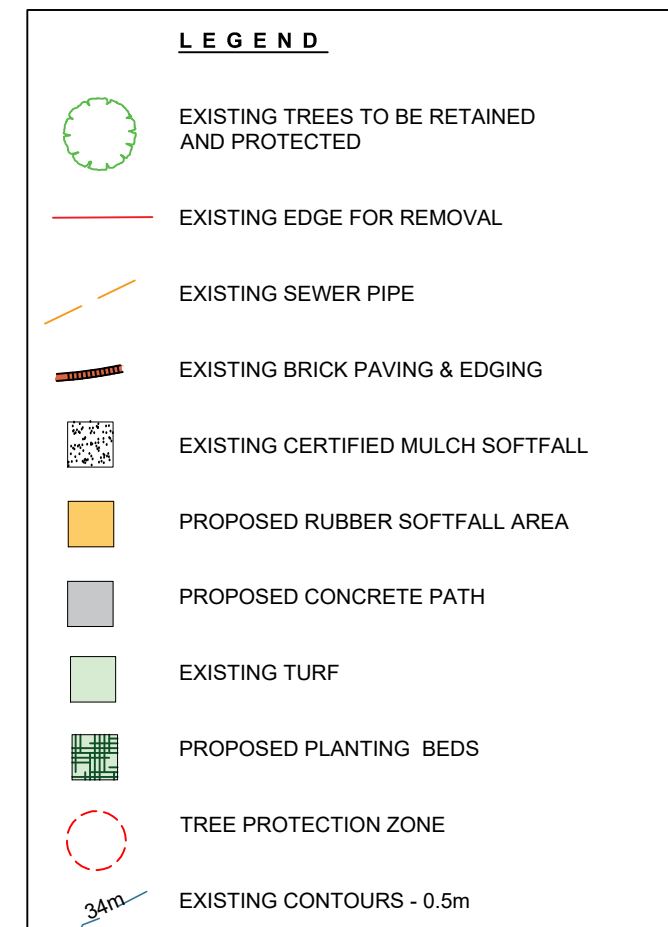 LEGEND
EXISTING TREES TO BE RETAINED
AND PROTECTED
EXISTING EDGE FOR REMOVAL
EXISTING SEWER PIPE
EXISTING BRICK PAVING & EDGING
EXISTING CERTIFIED MULCH SOFTFALL
PROPOSED RUBBER SOFTFALL AREA
PROPOSED CONCRETE PATH
EXISTING TURF
PROPOSED PLANTING BEDS
TREE PROTECTION ZONE
34m
EXISTING CONTOURS - 0.5m